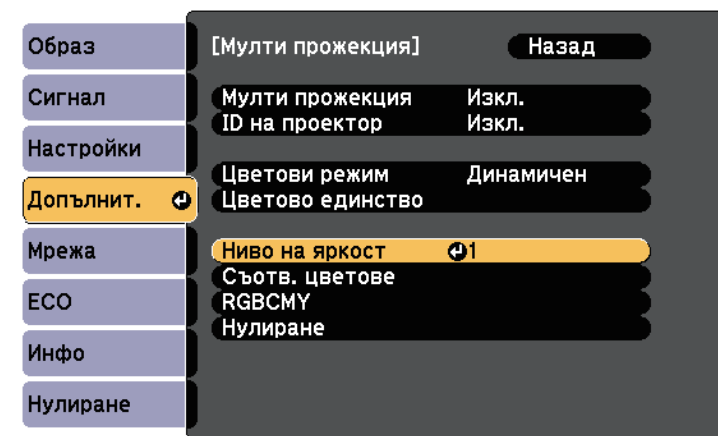 Образ
Сигнал
Настройки
Допълнит.
Мрежа
ECO
Инфо
Нулиране
[Мулти прожекция] Назад
Мулти прожекция Изкл.
ID на проектор Изкл.
Цветови режим Динамичен
Цветово единство
Ниво на яркост 1
Съотв. цветове
RGBCMY
Нулиране